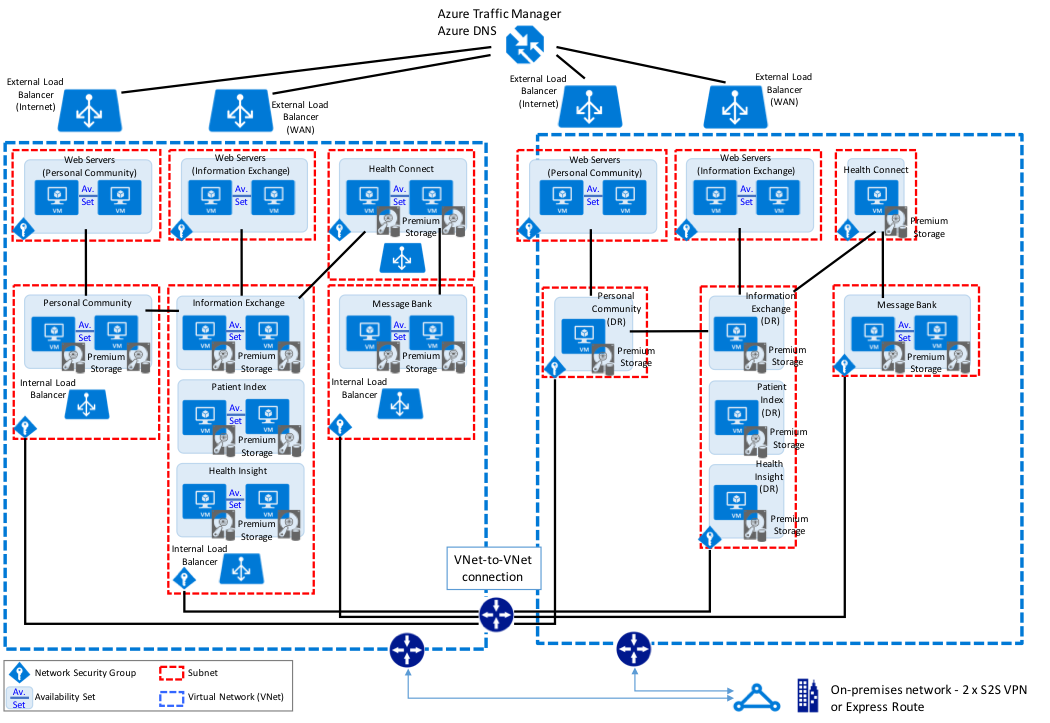 Azure Traffic Manager
Azure DNS
External Load
Balancer
(Internet)
External Load
Balancer
(WAN)
External Load
Balancer
(Internet)
External Load
Balancer
(WAN)
Web Servers
(Personal Community)
Av.
Set
VM
VM
Web Servers
(Information Exchange)
Av.
Set
VM
VM
Health Connect
Av.
Set
VM
VM
Premium
Storage
Personal Community
Av.
Set
VM
VM
Premium
Storage
Internal Load
Balancer
Information Exchange
Av.
Set
VM
VM
Premium
Storage
Patient Index
Av.
Set
VM
VM
Premium
Storage
Health Insight
Av.
Set
VM
VM
Premium
Storage
Internal Load
Balancer
Message Bank
Av.
Set
VM
VM
Premium
Storage
Internal Load
Balancer
Web Servers
(Personal Community)
Av.
Set
VM
VM
Web Servers
(Information Exchange)
Av.
Set
VM
VM
Health Connect
VM
Premium
Storage
Personal
Community
(DR)
VM
Premium
Storage
Information
Exchange
(DR)
VM
Premium
Storage
Patient
Index
(DR)
VM
Premium
Storage
Health
Insight
(DR)
VM
Premium
Storage
Message Bank
Av.
Set
VM
VM
Premium
Storage
VNet-to-VNet
connection
Network Security Group
Subnet
Av.
Set
Availability Set
Virtual Network (VNet)
On-premises network - 2 x S2S VPN
or Express Route